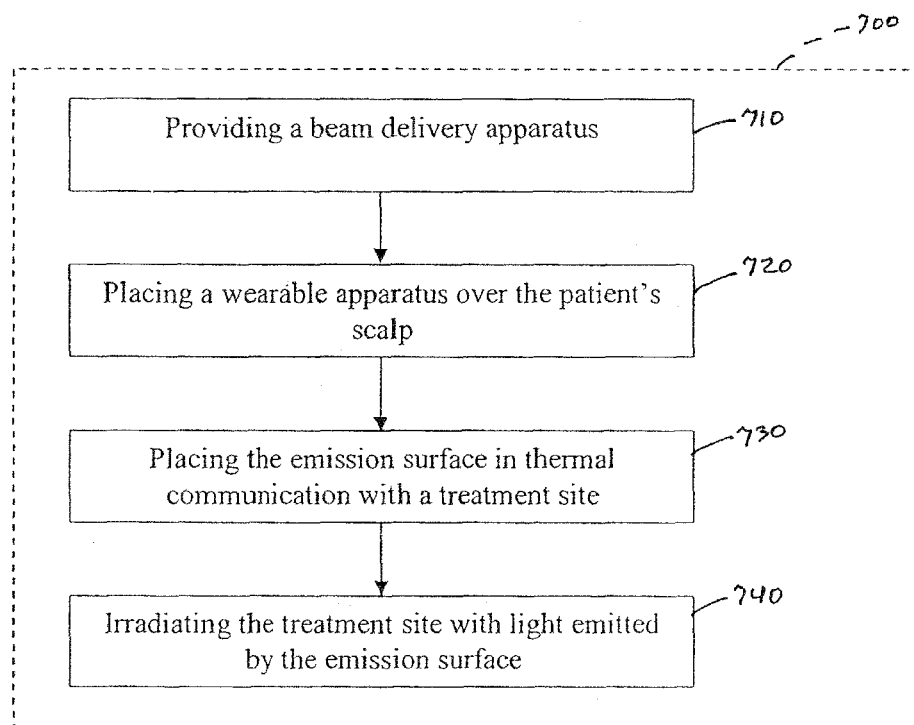 700
Providing a beam delivery apparatus
710
Placing a wearable apparatus over the patient's
scalp
720
Placing the emission surface in thermal
communication with a treatment site
730
Irradiating the treatment site with light emitted
by the emission surface
740